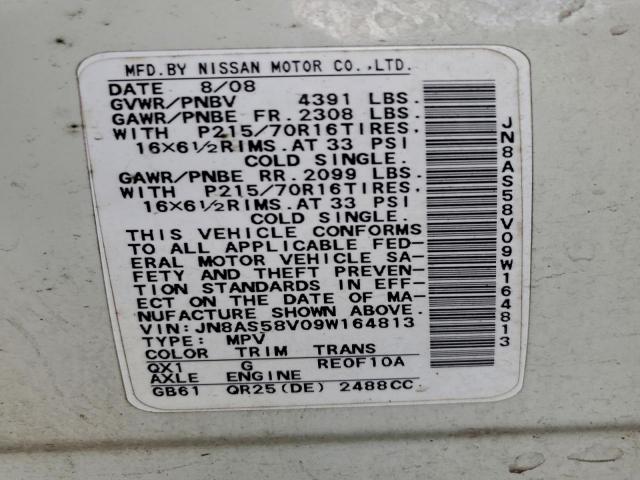 MFD.BY NISSAN MOTOR CO.,LTD.
DATE 8/08
GVWR/PNBV 4391 LBS.
GAWR/PNBE FR.2308 LBS.
WITH P215/70R16TIRES.
16×6½RIMS.AT 33 PSI
COLD SINGLE.
GAWR/PNBE RR.2099 LBS.
WITH P215/70R16TIRES.
16×6½RIMS.AT 33 PSI
COLD SINGLE.
THIS VEHICLE CONFORMS
TO ALL APPLICABLE FED-
ERAL MOTOR VEHICLE SA-
FETY AND THEFT PREVEN-
TION STANDARDS IN EFF-
ECT ON THE DATE OF MA-
NUFACTURE SHOWN ABOVE.
VIN:JN8AS58V09W164813
TYPE: MPV
COLOR TRIM TRANS
QX1 G RE0F10A
AXLE ENGINE
GB61 QR25(DE) 2488CC
JN8AS58V09W164813